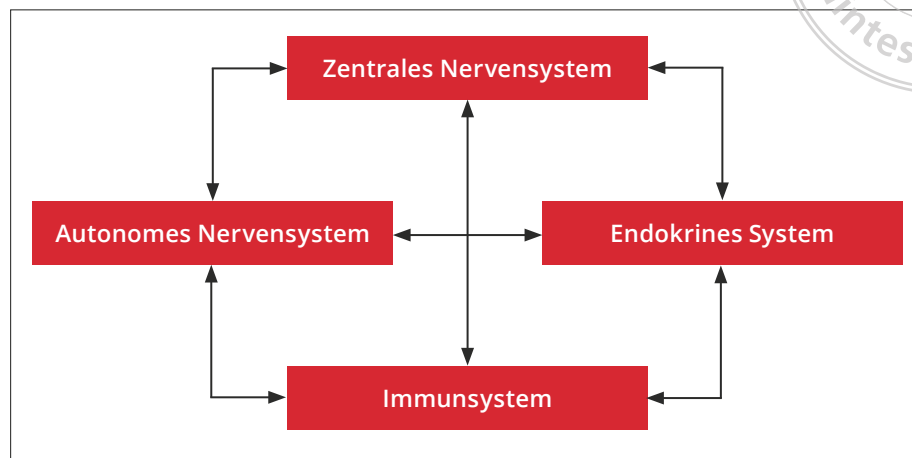 Zentrales Nervensystem
Autonomes Nervensystem
Endokrines System
Immunsystem